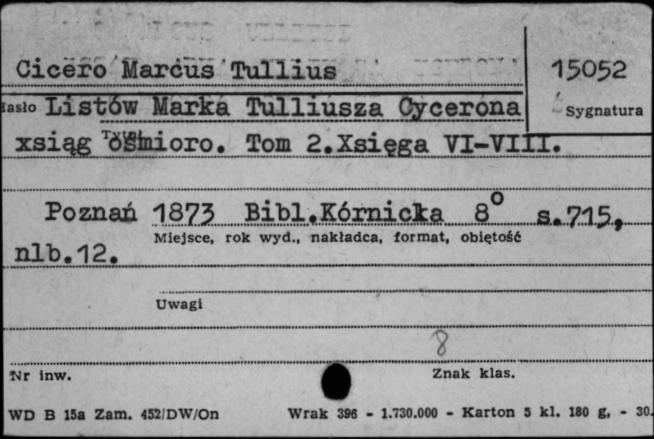 Cicero Marcus Tullius 15052
Hasło Listów Marka Tulliusza Cycerona Sygnatura
xsiąg ośmioro. Tom 2.Xsięga VI-VIII.
Poznań 1873 Bibl.Kórnicka 8° s.715,
Miejsce, rok wyd., nakładca, format, objętość
nlb.12.
Uwagi
8
Nr inw. Znak klas.
WD B 15a Zam. 452/DW/On Wrak 396 - 1.730.000 - Karton 5 kl. 180 g. - 30.